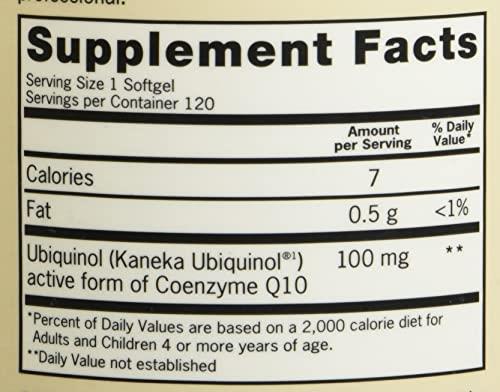 professional.
Supplement Facts
Serving Size 1 Softgel
Servings per Container 120
Amount per Serving
% Daily Value*
Calories 7
Fat 0.5 g <1%
Ubiquinol (Kaneka Ubiquinol®¹) 100 mg **
active form of Coenzyme Q10
*Percent of Daily Values are based on a 2,000 calorie diet for
Adults and Children 4 or more years of age.
**Daily Value not established